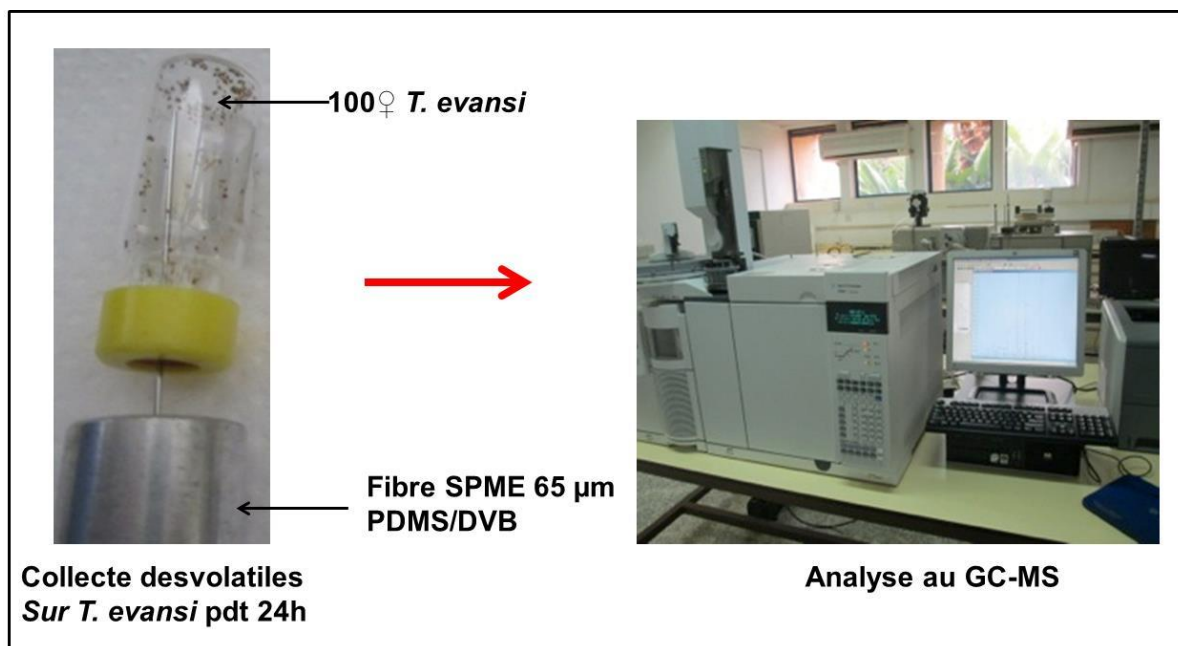 100♀ T. evansi
Fibre SPME 65 µm
PDMS/DVB
Collecte desvolatiles
Sur T. evansi pdt 24h
Analyse au GC-MS